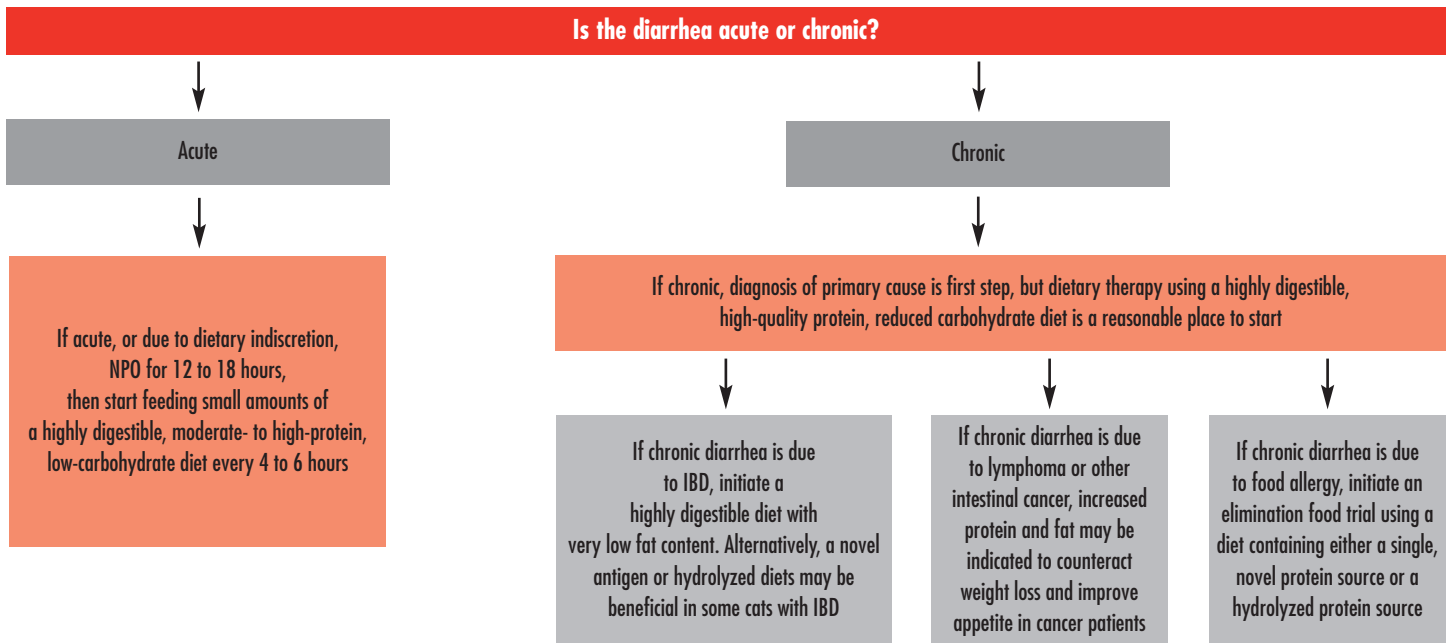 Is the diarrhea acute or chronic?
Acute
Chronic
If acute, or due to dietary indiscretion,
NPO for 12 to 18 hours,
then start feeding small amounts of
a highly digestible, moderate- to high-protein,
low-carbohydrate diet every 4 to 6 hours
If chronic, diagnosis of primary cause is first step, but dietary therapy using a highly digestible,
high-quality protein, reduced carbohydrate diet is a reasonable place to start
If chronic diarrhea is due
to IBD, initiate a
highly digestible diet with
very low fat content. Alternatively, a novel
antigen or hydrolyzed diets may be
beneficial in some cats with IBD
If chronic diarrhea is due
to lymphoma or other
intestinal cancer, increased
protein and fat may be
indicated to counteract
weight loss and improve
appetite in cancer patients
If chronic diarrhea is due
to food allergy, initiate an
elimination food trial using a
diet containing either a single,
novel protein source or a
hydrolyzed protein source